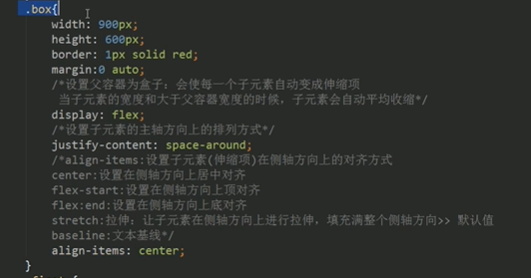 .box{
width: 900px;
height: 600px;
border: 1px solid red;
margin:0 auto;
/*设置父容器为盒子：会使每一个子元素自动变成伸缩项
当子元素的宽度和大于父容器宽度的时候，子元素会自动平均收缩*/
display: flex;
/*设置子元素的主轴方向上的排列方式*/
justify-content: space-around;
/*align-items:设置子元素(伸缩项)在侧轴方向上的对齐方式
center:设置在侧轴方向上居中对齐
flex-start:设置在侧轴方向上顶对齐
flex:end:设置在侧轴方向上底对齐
stretch:拉伸：让子元素在侧轴方向上进行拉伸，填充满整个侧轴方向>> 默认值
baseline:文本基线*/
align-items: center;
}